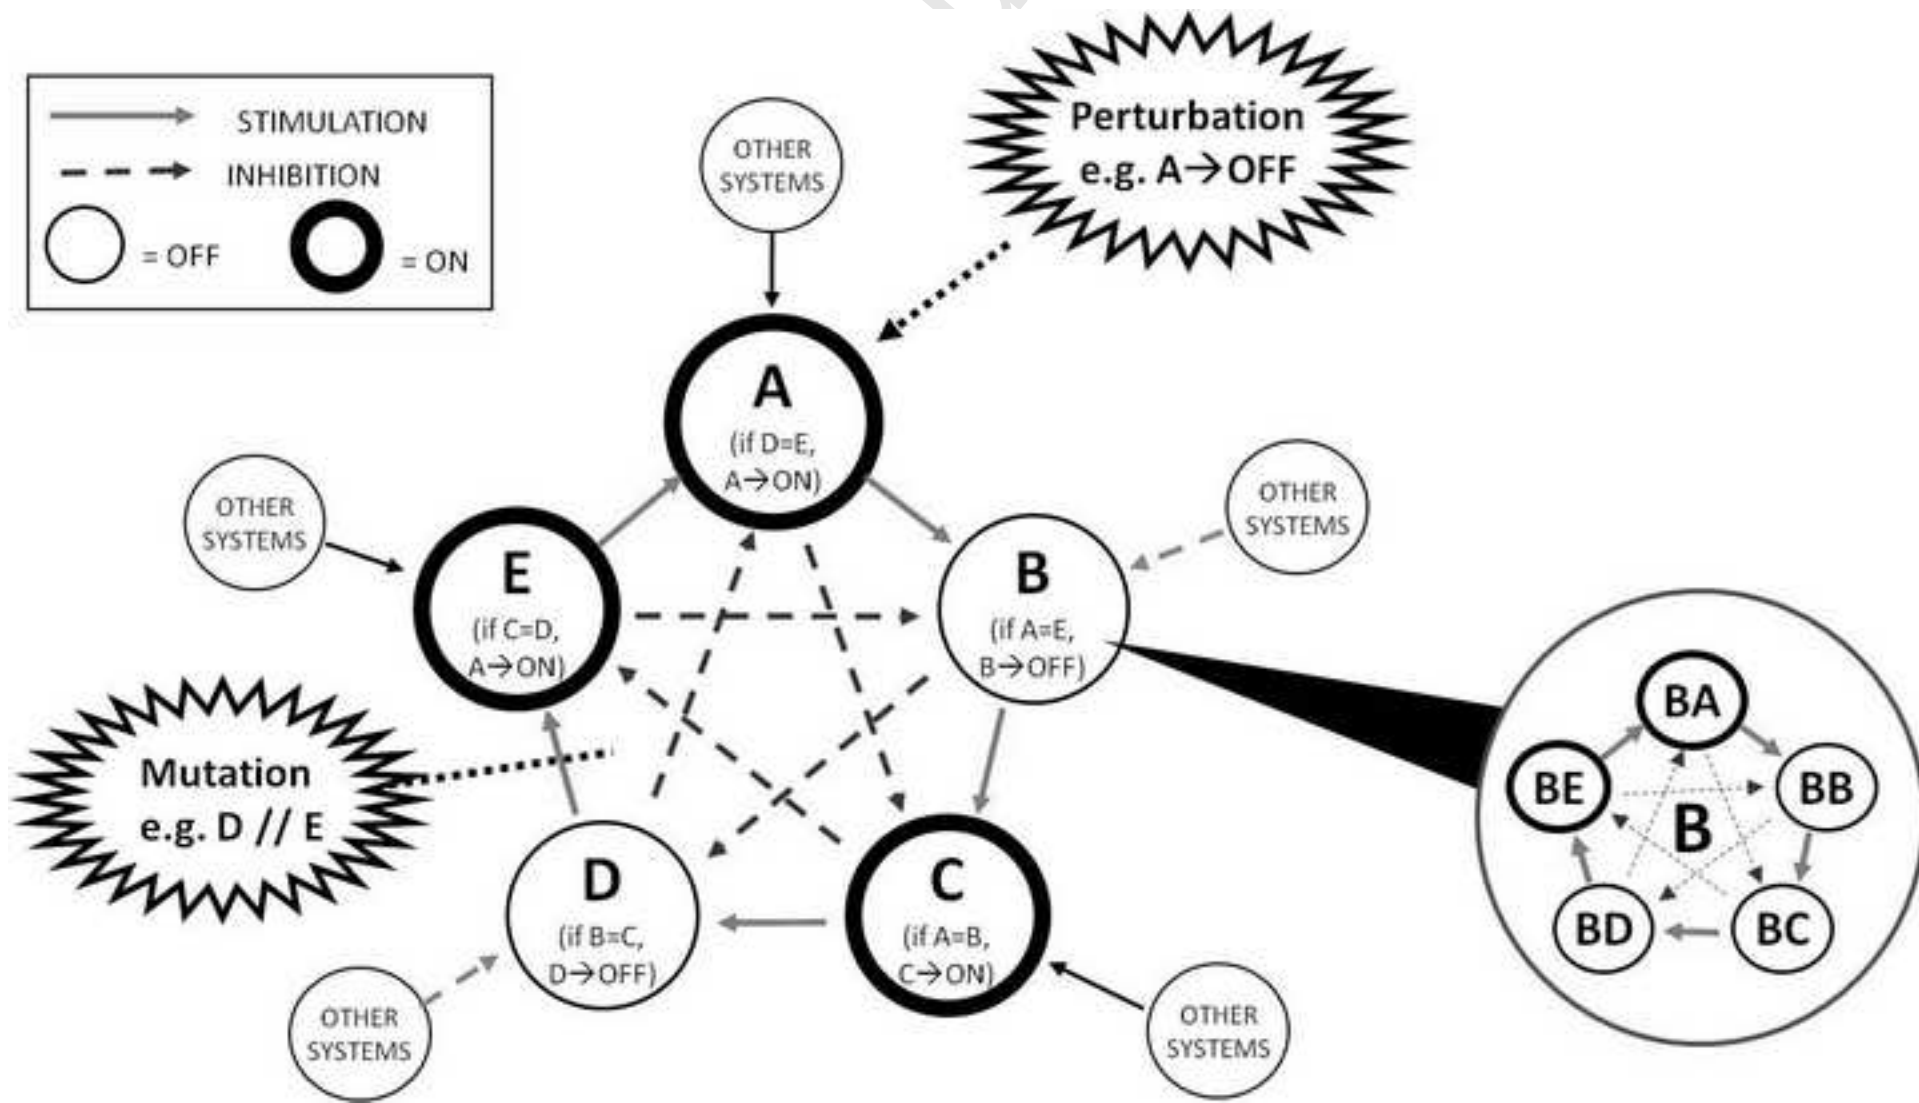 STIMULATION
INHIBITION
= OFF
= ON
OTHER
SYSTEMS
Perturbation
e.g. A→OFF
A
(if D=E,
A→ON)
OTHER
SYSTEMS
E
(if C=D,
A→ON)
B
(if A=E,
B→OFF)
OTHER
SYSTEMS
Mutation
e.g. D // E
D
(if B=C,
D→OFF)
C
(if A=B,
C→ON)
OTHER
SYSTEMS
OTHER
SYSTEMS
BA
BE
BB
B
BD
BC